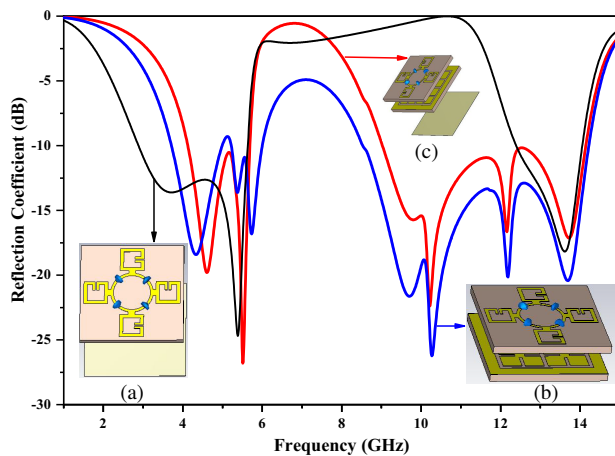 0
-5
-10
-15
-20
-25
-30
Reflection Coefficient (dB)
(c)
(a)
(b)
2 4 6 8 10 12 14
Frequency (GHz)